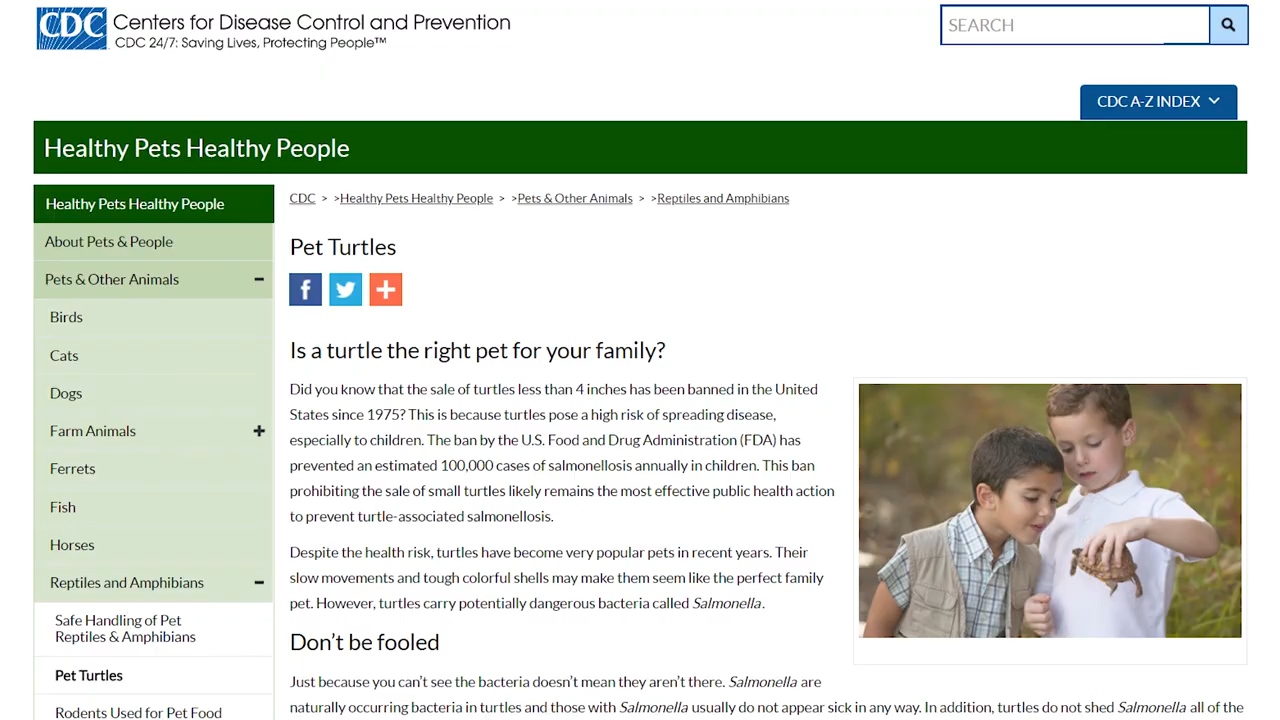 CDC Centers for Disease Control and Prevention
CDC 24/7: Saving Lives, Protecting People™
SEARCH
CDC A-Z INDEX
Healthy Pets Healthy People
Healthy Pets Healthy People
About Pets & People
Pets & Other Animals
Birds
Cats
Dogs
Farm Animals
Ferrets
Fish
Horses
Reptiles and Amphibians
Safe Handling of Pet
Reptiles & Amphibians
Pet Turtles
Rodents Used for Pet Food
CDC > >Healthy Pets Healthy People > >Pets & Other Animals > >Reptiles and Amphibians
Pet Turtles
Is a turtle the right pet for your family?
Did you know that the sale of turtles less than 4 inches has been banned in the United
States since 1975? This is because turtles pose a high risk of spreading disease,
especially to children. The ban by the U.S. Food and Drug Administration (FDA) has
prevented an estimated 100,000 cases of salmonellosis annually in children. This ban
prohibiting the sale of small turtles likely remains the most effective public health action
to prevent turtle-associated salmonellosis.
Despite the health risk, turtles have become very popular pets in recent years. Their
slow movements and tough colorful shells may make them seem like the perfect family
pet. However, turtles carry potentially dangerous bacteria called Salmonella.
Don't be fooled
Just because you can't see the bacteria doesn't mean they aren't there. Salmonella are
naturally occurring bacteria in turtles and those with Salmonella usually do not appear sick in any way. In addition, turtles do not shed Salmonella all of the